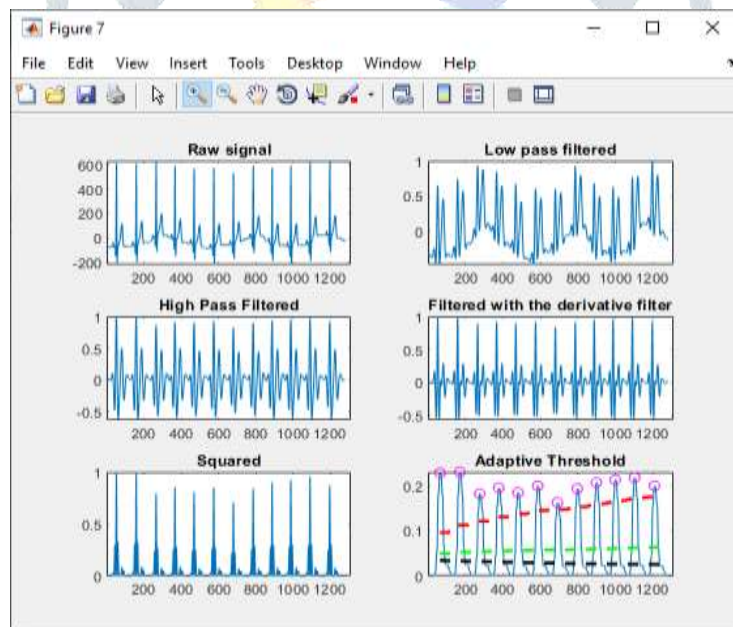 Figure 7
File Edit View Insert Tools Desktop Window Help
Raw signal
600
400
200
0
-200
200 400 600 800 1000 1200
Low pass filtered
1
0.5
0
200 400 600 800 1000 1200
High Pass Filtered
1
0.5
0
-0.5
200 400 600 800 1000 1200
Filtered with the derivative filter
1
0.5
0
-0.5
200 400 600 800 1000 1200
Squared
1
0.5
0
200 400 600 800 1000 1200
Adaptive Threshold
0.2
0.1
0
200 400 600 800 1000 1200